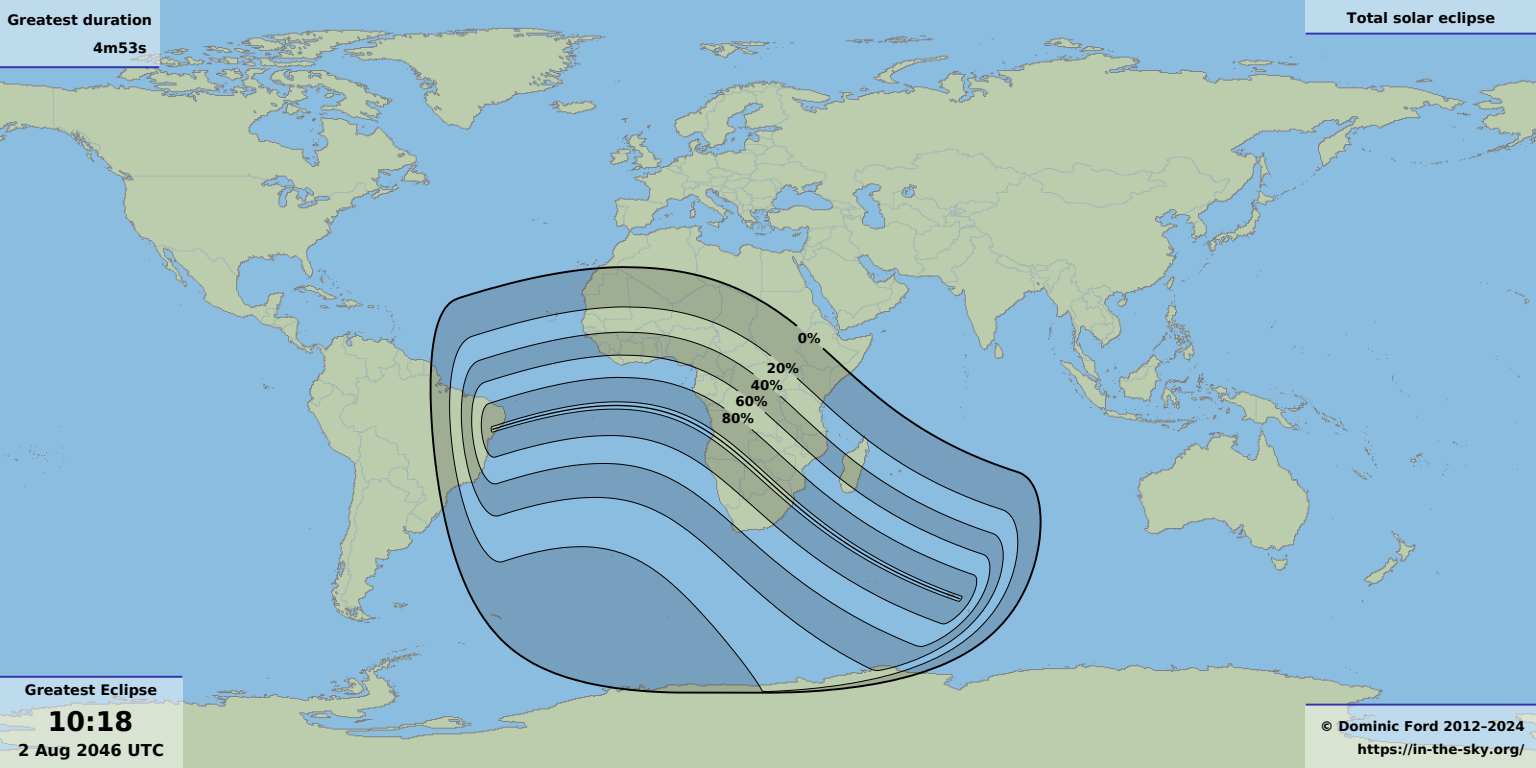 Greatest duration
4m53s
Total solar eclipse
0%
20%
40%
60%
80%
Greatest Eclipse
10:18
2 Aug 2046 UTC
© Dominic Ford 2012–2024
https://in-the-sky.org/